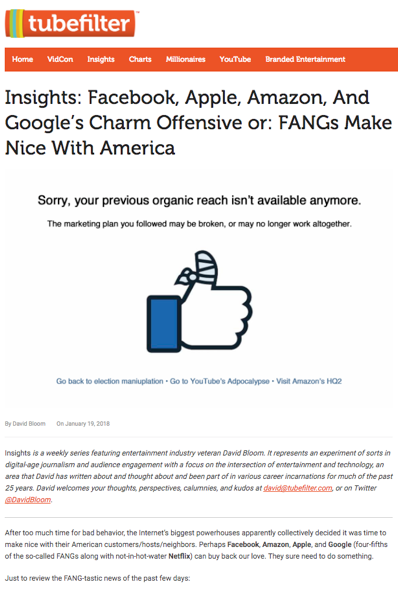 tubefilter
Home VidCon Insights Charts Millionaires YouTube Branded Entertainment
Insights: Facebook, Apple, Amazon, And
Google's Charm Offensive or: FANGs Make
Nice With America
Sorry, your previous organic reach isn't available anymore.
The marketing plan you followed may be broken, or may no longer work altogether.
Go back to election maniuplation • Go to YouTube's Adpocalypse • Visit Amazon's HQ2
By David Bloom On January 19, 2018
Insights is a weekly series featuring entertainment industry veteran David Bloom. It represents an experiment of sorts in
digital-age journalism and audience engagement with a focus on the intersection of entertainment and technology, an
area that David has written about and thought about and been part of in various career incarnations for much of the past
25 years. David welcomes your thoughts, perspectives, calumnies, and kudos at david@tubefilter.com, or on Twitter
@DavidBloom.
After too much time for bad behavior, the Internet's biggest powerhouses apparently collectively decided it was time to
make nice with their American customers/hosts/neighbors. Perhaps Facebook, Amazon, Apple, and Google (four-fifths
of the so-called FANGs along with not-in-hot-water Netflix) can buy back our love. They sure need to do something.
Just to review the FANG-tastic news of the past few days: